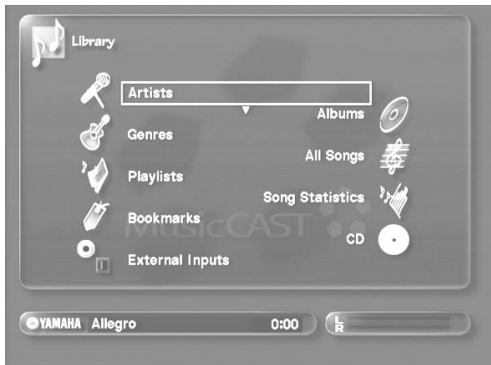 Library
Artists
Albums
Genres
All Songs
Playlists
Song Statistics
Bookmarks
MusicCAST
CD
External Inputs
YAMAHA Allegro 0:00
L
R